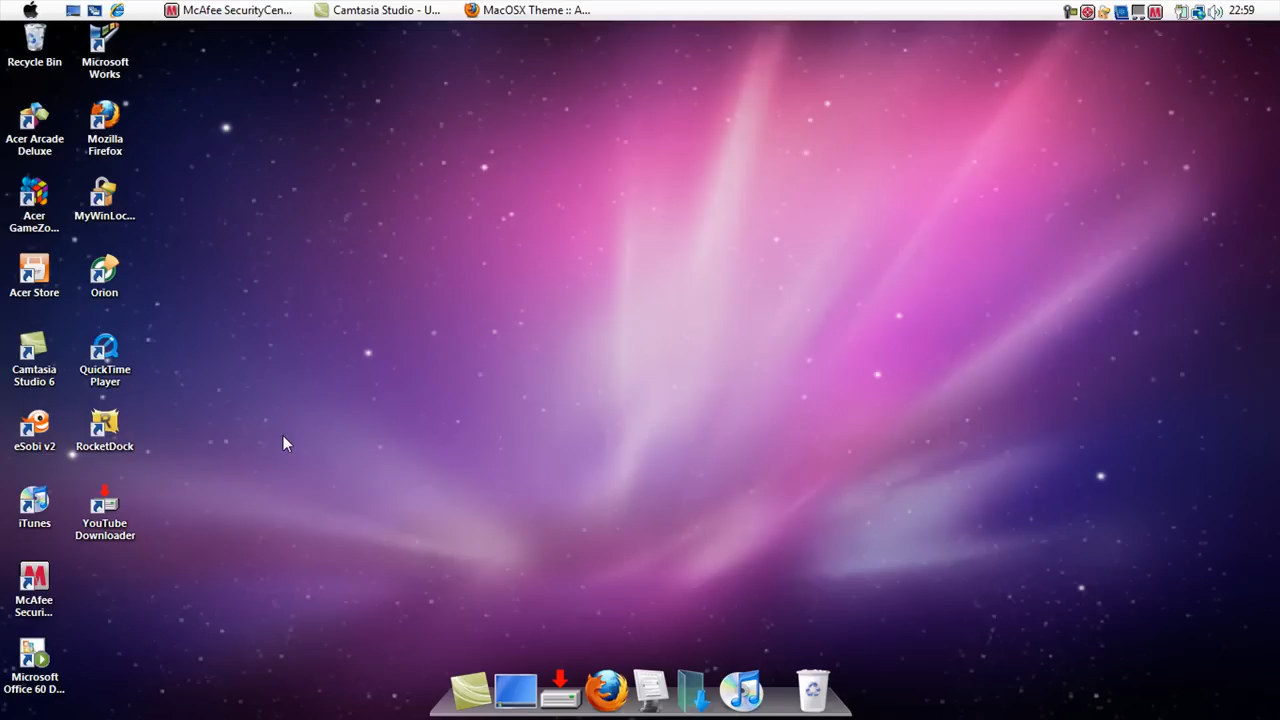 McAfee SecurityCen...
Camtasia Studio - U...
MacOSX Theme :: A...
22:59
Recycle Bin
Microsoft
Works
Acer Arcade
Deluxe
Mozilla
Firefox
Acer
GameZo...
MyWinLoc...
Acer Store
Orion
Camtasia
Studio 6
QuickTime
Player
eSobi v2
RocketDock
iTunes
YouTube
Downloader
McAfee
Securi...
Microsoft
Office 60 D...